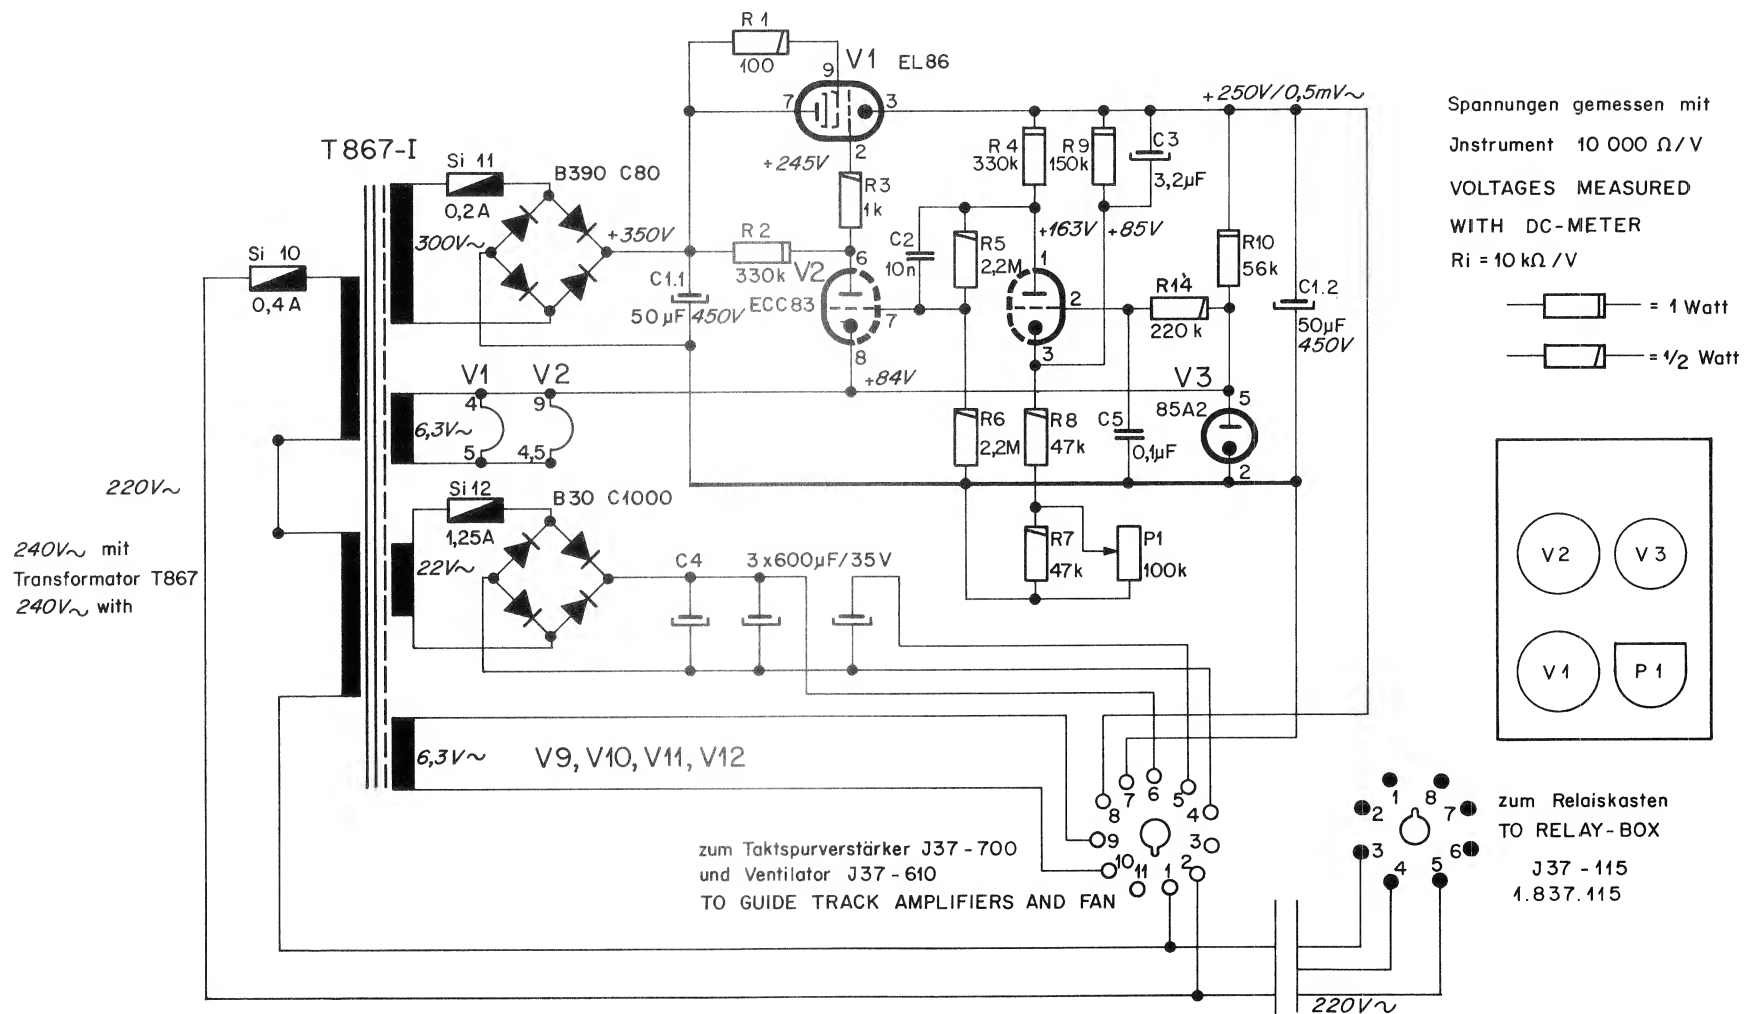 R 1
100
V1 EL86
9
7
3
2
+250V/0,5mV~
T867-I
Si 11
0,2A
B390 C80
300V~
+350V
+245V
R3
1k
R 2
330k
R 4
330k
R9
150k
C3
3,2µF
+163V
+85V
C2
10n
R5
2,2M
Si 10
0,4A
C1.1
50µF 450V
V2
ECC83
6
7
8
1
2
3
R14
220k
R10
56k
C1.2
50µF
450V
+84V
V1
4
5
V2
9
4,5
6,3V~
R6
2,2M
R8
47k
C5
0,1µF
V3
85A2
5
2
220V~
240V~ mit
Transformator T867
240V~ with
Si 12
1,25A
B30 C1000
22V~
C4
3x600µF/35V
R7
47k
P1
100k
6,3V~
V9, V10, V11, V12
zum Taktspurverstärker J37-700
und Ventilator J37-610
TO GUIDE TRACK AMPLIFIERS AND FAN
1
2
3
4
5
6
7
8
9
10
11
1
2
3
4
5
6
7
8
zum Relaiskasten
TO RELAY-BOX
J37-115
1.837.115
220V~
Spannungen gemessen mit
Jnstrument 10 000 Ω/V
VOLTAGES MEASURED
WITH DC-METER
Ri = 10 kΩ/V
= 1 Watt
= 1/2 Watt
V2
V3
V1
P1